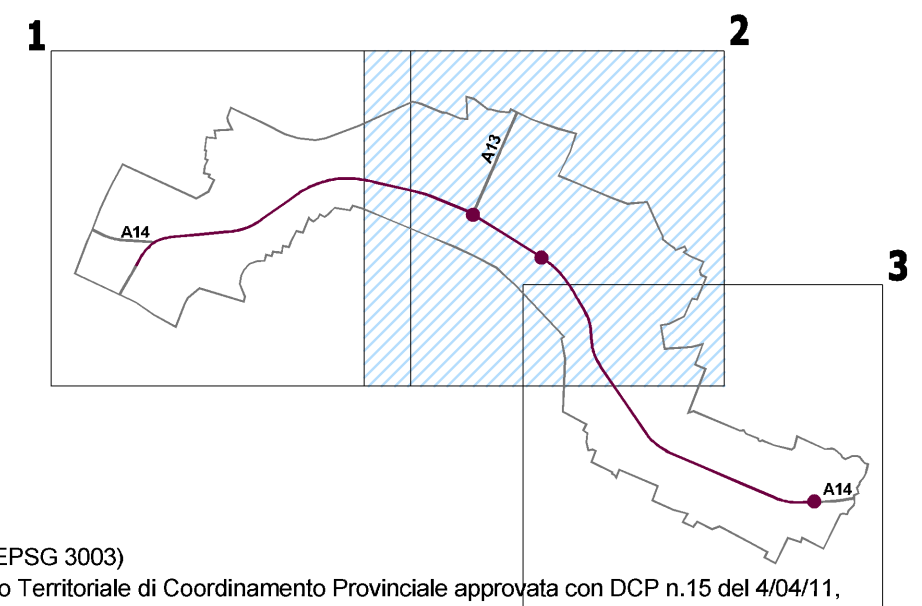 1
2
A13
A14
3
A14
EPSG 3003)
o Territoriale di Coordinamento Provinciale approvata con DCP n.15 del 4/04/11,